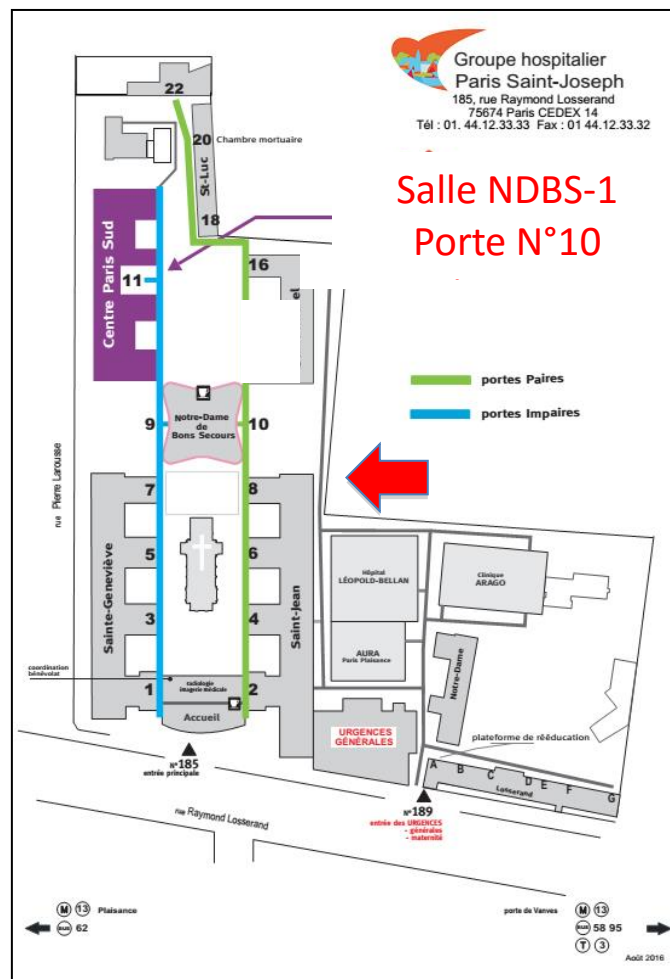 Groupe hospitalier
Paris Saint-Joseph
185, rue Raymond Losserand
75674 Paris CEDEX 14
Tél : 01. 44.12.33.33 Fax : 01 44.12.33.32
Salle NDBS-1
Porte N°10
22
20 Chambre mortuaire
St-Luc
18
16
Centre Paris Sud
11
el
portes Paires
portes Impaires
9
Notre-Dame
de
Bons Secours
10
rue Pierre Larousse
7
8
5
6
3
4
Sainte-Geneviève
Saint-Jean
Hôpital
LÉOPOLD-BELLAN
Clinique
ARAGO
AURA
Paris Plaisance
Notre-Dame
coordination
bénévolat
1
radiologie
imagerie médicale
2
Accueil
URGENCES
GÉNÉRALES
plateforme de rééducation
A B C D E F G
Losserand
N°185
entrée principale
N°189
entrée des URGENCES
- générales
- maternité
rue Raymond Losserand
M 13 Plaisance
BUS 62
porte de Vanves M 13
BUS 58 95
T 3
Août 2016